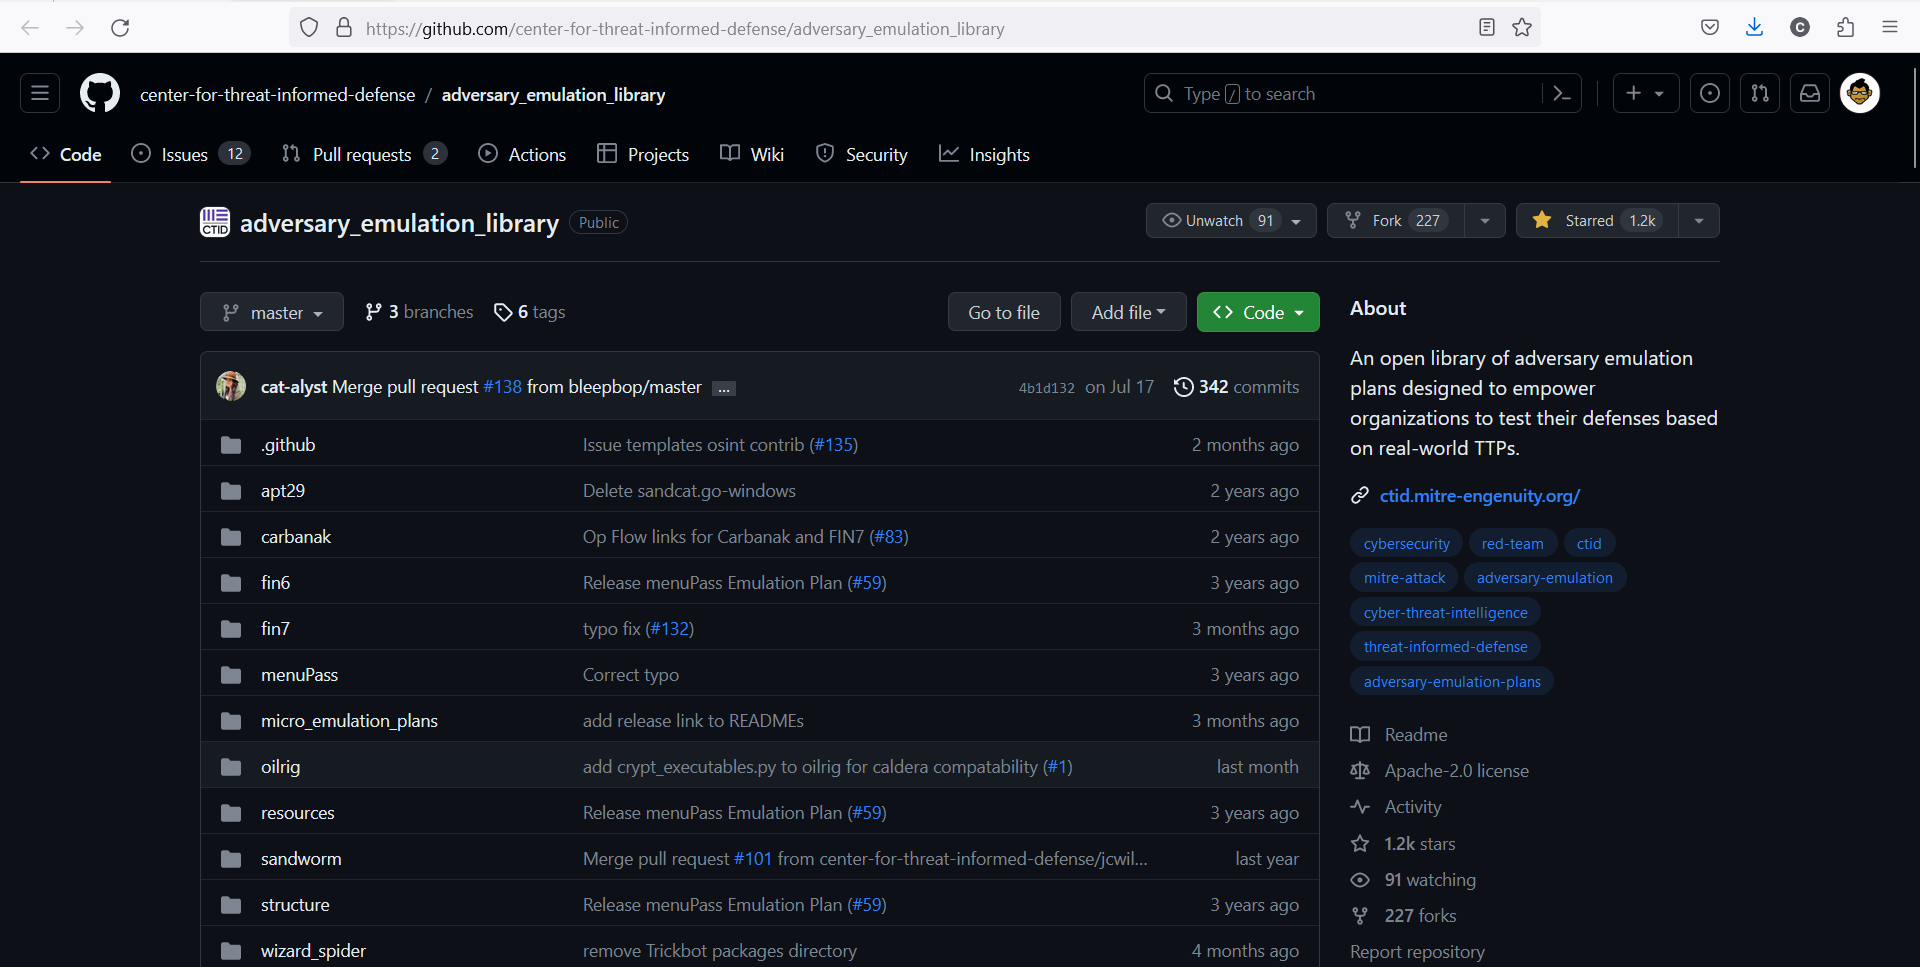 https://github.com/center-for-threat-informed-defense/adversary_emulation_library
C
center-for-threat-informed-defense / adversary_emulation_library
Type / to search
Code
Issues 12
Pull requests 2
Actions
Projects
Wiki
Security
Insights
CTID
adversary_emulation_library Public
Unwatch 91
Fork 227
Starred 1.2k
master
3 branches
6 tags
Go to file
Add file
Code
cat-alyst Merge pull request #138 from bleepbop/master ... 4b1d132 on Jul 17 342 commits
.github Issue templates osint contrib (#135) 2 months ago
apt29 Delete sandcat.go-windows 2 years ago
carbanak Op Flow links for Carbanak and FIN7 (#83) 2 years ago
fin6 Release menuPass Emulation Plan (#59) 3 years ago
fin7 typo fix (#132) 3 months ago
menuPass Correct typo 3 years ago
micro_emulation_plans add release link to READMEs 3 months ago
oilrig add crypt_executables.py to oilrig for caldera compatability (#1) last month
resources Release menuPass Emulation Plan (#59) 3 years ago
sandworm Merge pull request #101 from center-for-threat-informed-defense/jcwil... last year
structure Release menuPass Emulation Plan (#59) 3 years ago
wizard_spider remove Trickbot packages directory 4 months ago
About
An open library of adversary emulation
plans designed to empower
organizations to test their defenses based
on real-world TTPs.
ctid.mitre-engenuity.org/
cybersecurity red-team ctid
mitre-attack adversary-emulation
cyber-threat-intelligence
threat-informed-defense
adversary-emulation-plans
Readme
Apache-2.0 license
Activity
1.2k stars
91 watching
227 forks
Report repository